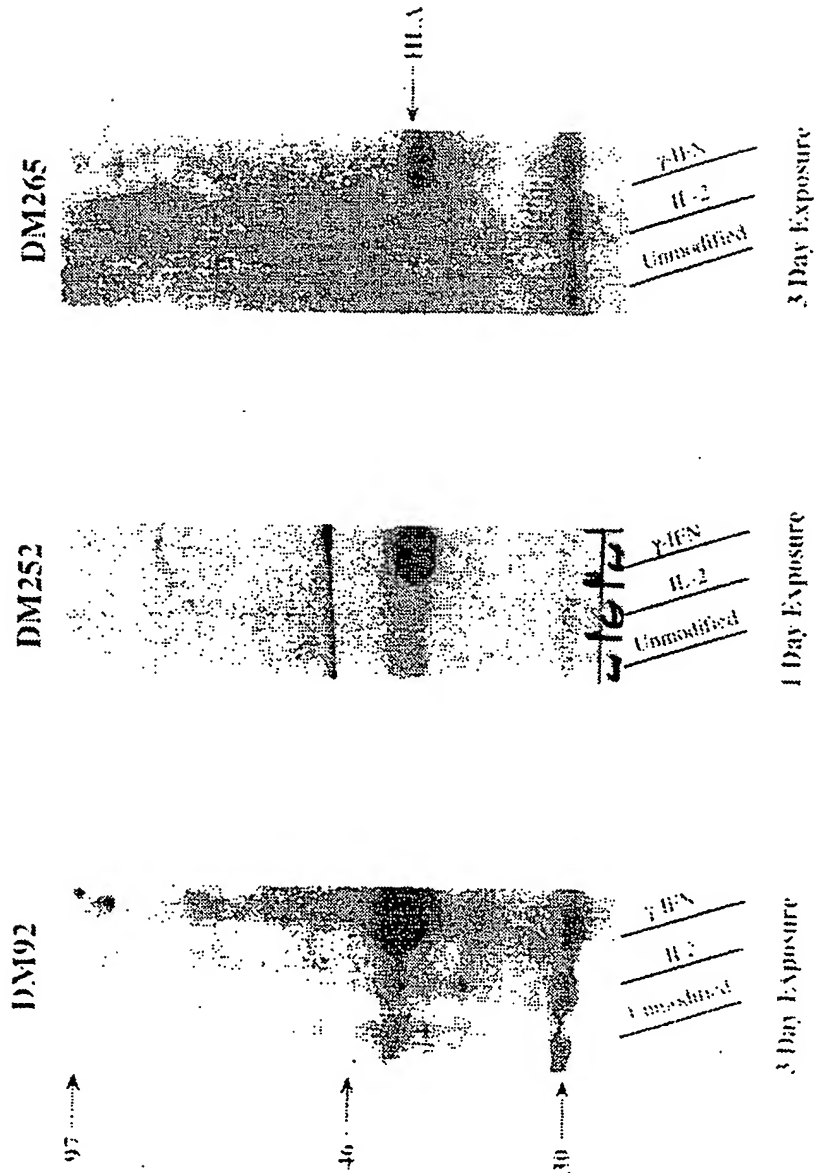 DM92
DM252
DM265
97
46
30
HLA
Unmodified
IL-2
γ-IFN
Unmodified
IL-2
γ-IFN
Unmodified
IL-2
γ-IFN
3 Day Exposure
1 Day Exposure
3 Day Exposure